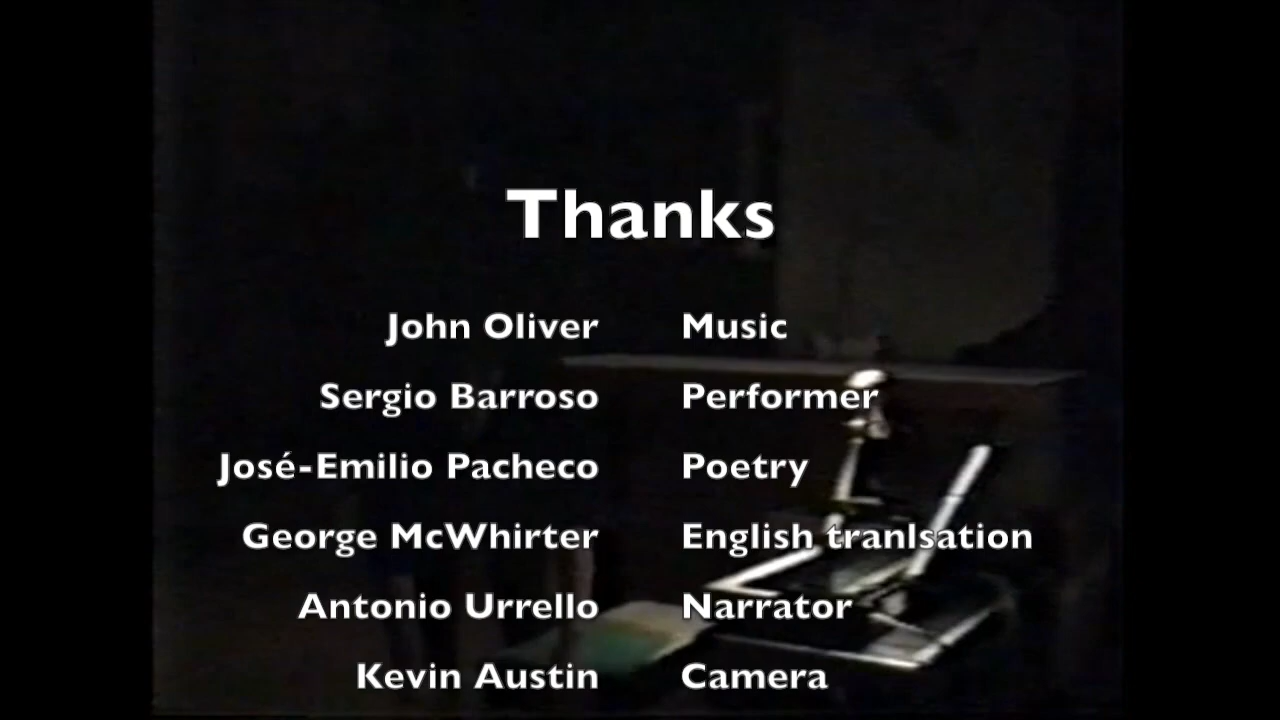 Thanks
John Oliver Music
Sergio Barroso Performer
José-Emilio Pacheco Poetry
George McWhirter English tranlsation
Antonio Urrello Narrator
Kevin Austin Camera